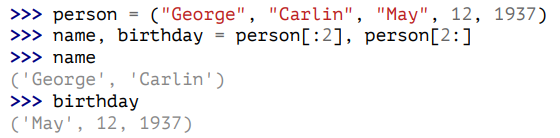 >>> person = ("George", "Carlin", "May", 12, 1937)
>>> name, birthday = person[:2], person[2:]
>>> name
('George', 'Carlin')
>>> birthday
('May', 12, 1937)